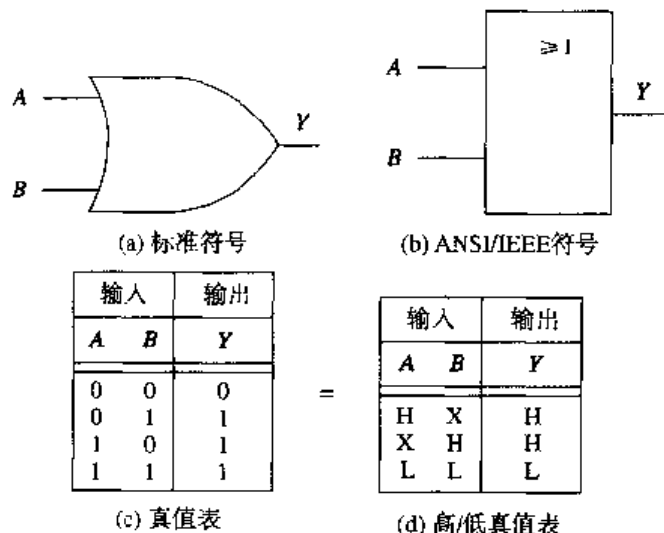 A
B
Y
(a) 标准符号
≥1
A
B
Y
(b) ANSI/IEEE符号
输入 输出
A B Y
0 0 0
0 1 1
1 0 1
1 1 1
(c) 真值表
=
输入 输出
A B Y
H X H
X H H
L L L
(d) 高/低真值表